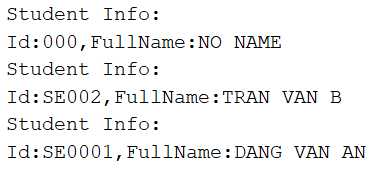 Student Info:
Id:000,FullName:NO NAME
Student Info:
Id:SE002,FullName:TRAN VAN B
Student Info:
Id:SE0001,FullName:DANG VAN AN